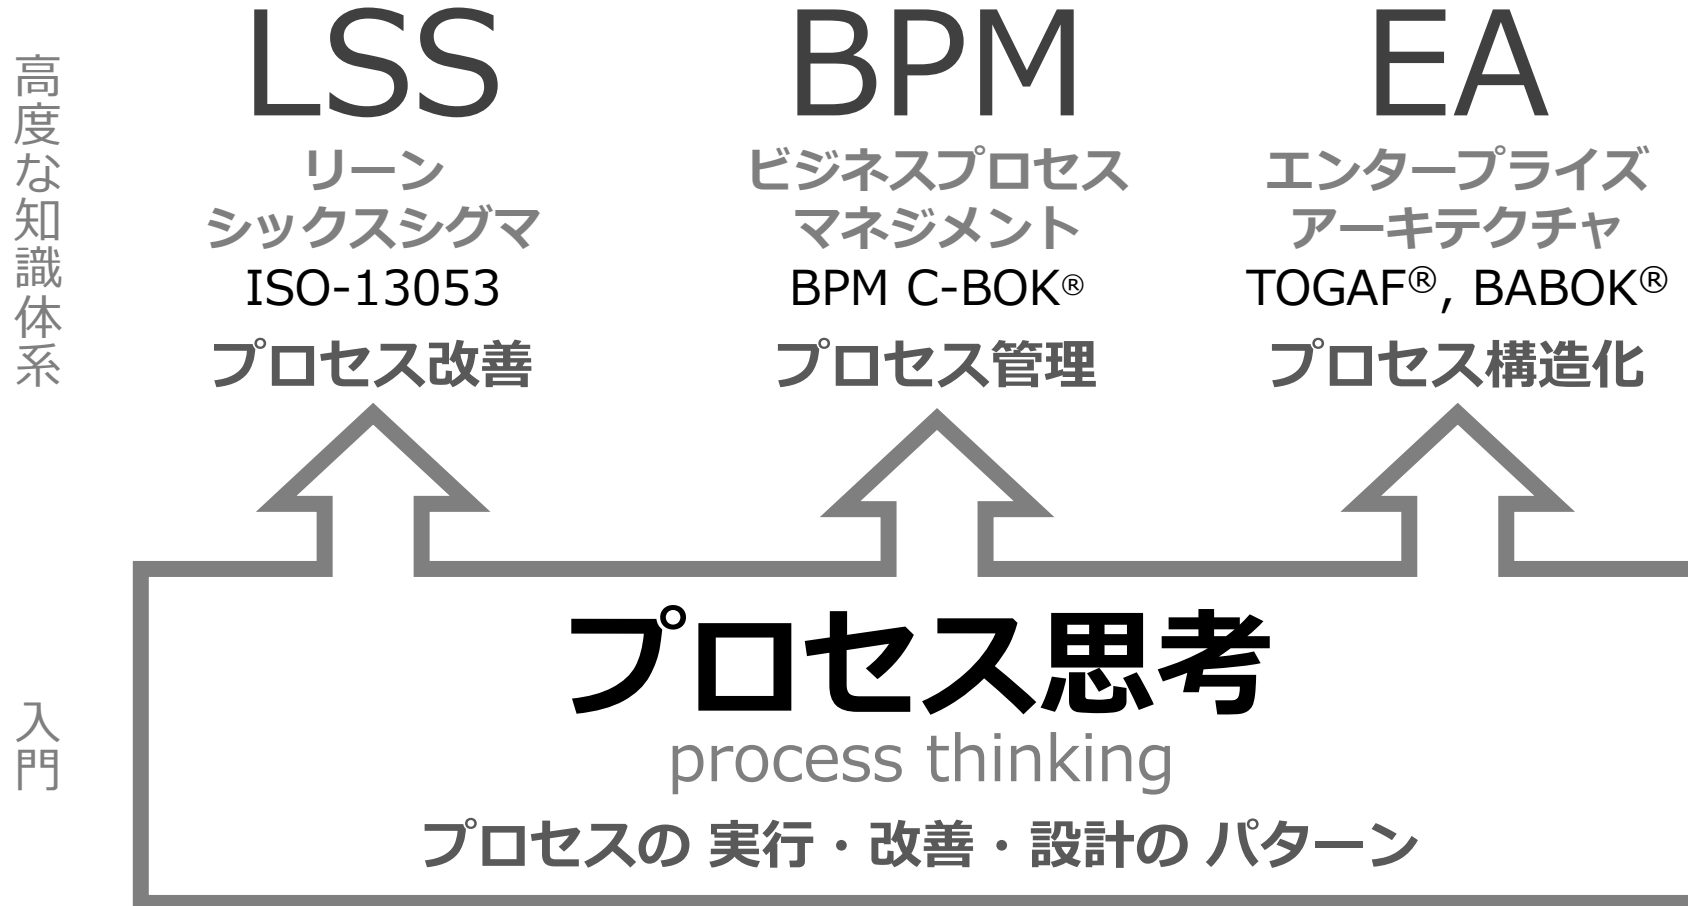 高度な知識体系
LSS
リーン
シックスシグマ
ISO-13053
プロセス改善
BPM
ビジネスプロセス
マネジメント
BPM C-BOK®
プロセス管理
EA
エンタープライズ
アーキテクチャ
TOGAF®, BABOK®
プロセス構造化
入門
プロセス思考
process thinking
プロセスの 実行・改善・設計の パターン